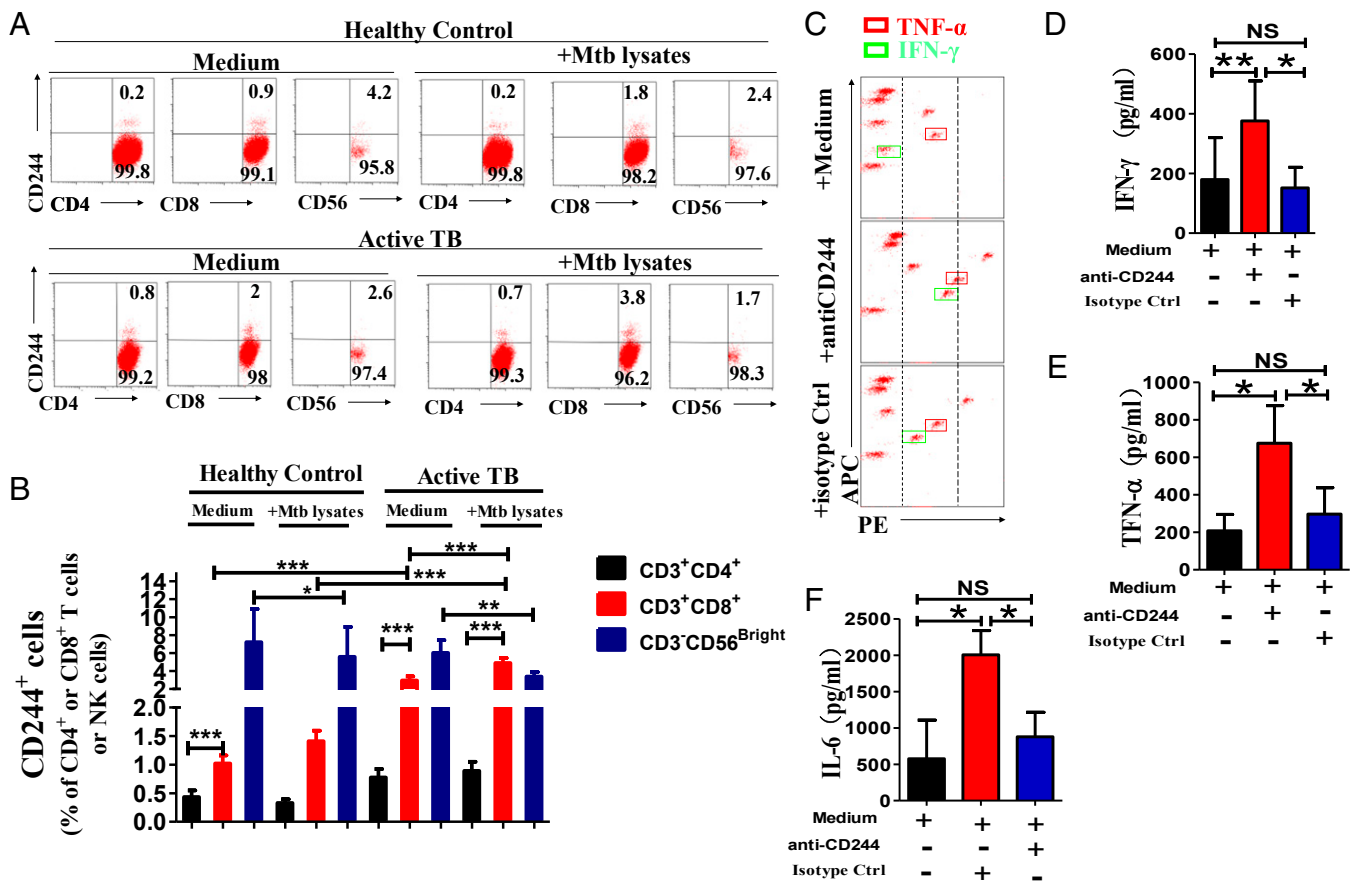 A
Healthy Control
Medium
+Mtb lysates
0.2
0.9
4.2
0.2
1.8
2.4
99.8
99.1
95.8
99.8
98.2
97.6
CD244
CD4
CD8
CD56
CD4
CD8
CD56
Active TB
Medium
+Mtb lysates
0.8
2
2.6
0.7
3.8
1.7
99.2
98
97.4
99.3
96.2
98.3
CD244
CD4
CD8
CD56
CD4
CD8
CD56
B
Healthy Control
Active TB
Medium
+Mtb lysates
Medium
+Mtb lysates
***
***
***
*
**
***
***
***
14
12
10
8
6
4
2
2.0
1.5
1.0
0.5
0.0
CD244+ cells
(% of CD4+ or CD8+ T cells
or NK cells)
CD3+CD4+
CD3+CD8+
CD3-CD56Bright
C
TNF-α
IFN-γ
+Medium
+antiCD244
+isotype Ctrl
APC
PE
D
NS
**
*
600
400
200
0
IFN-γ (pg/ml)
Medium + + +
anti-CD244 - + -
Isotype Ctrl - - +
E
NS
*
*
1000
800
600
400
200
0
TFN-α (pg/ml)
Medium + + +
anti-CD244 - + -
Isotype Ctrl - - +
F
NS
*
*
2500
2000
1500
1000
500
0
IL-6 (pg/ml)
Medium + + +
anti-CD244 - - +
Isotype Ctrl - + -